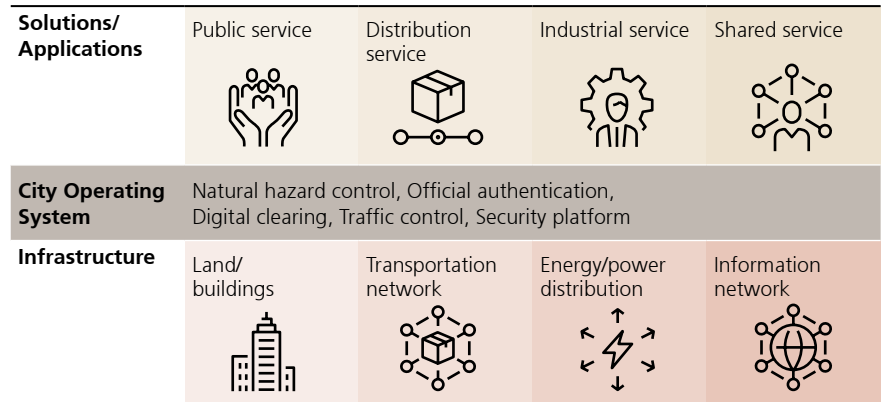 Solutions/
Applications
Public service
Distribution
service
Industrial service
Shared service
City Operating
System
Natural hazard control, Official authentication,
Digital clearing, Traffic control, Security platform
Infrastructure
Land/
buildings
Transportation
network
Energy/power
distribution
Information
network